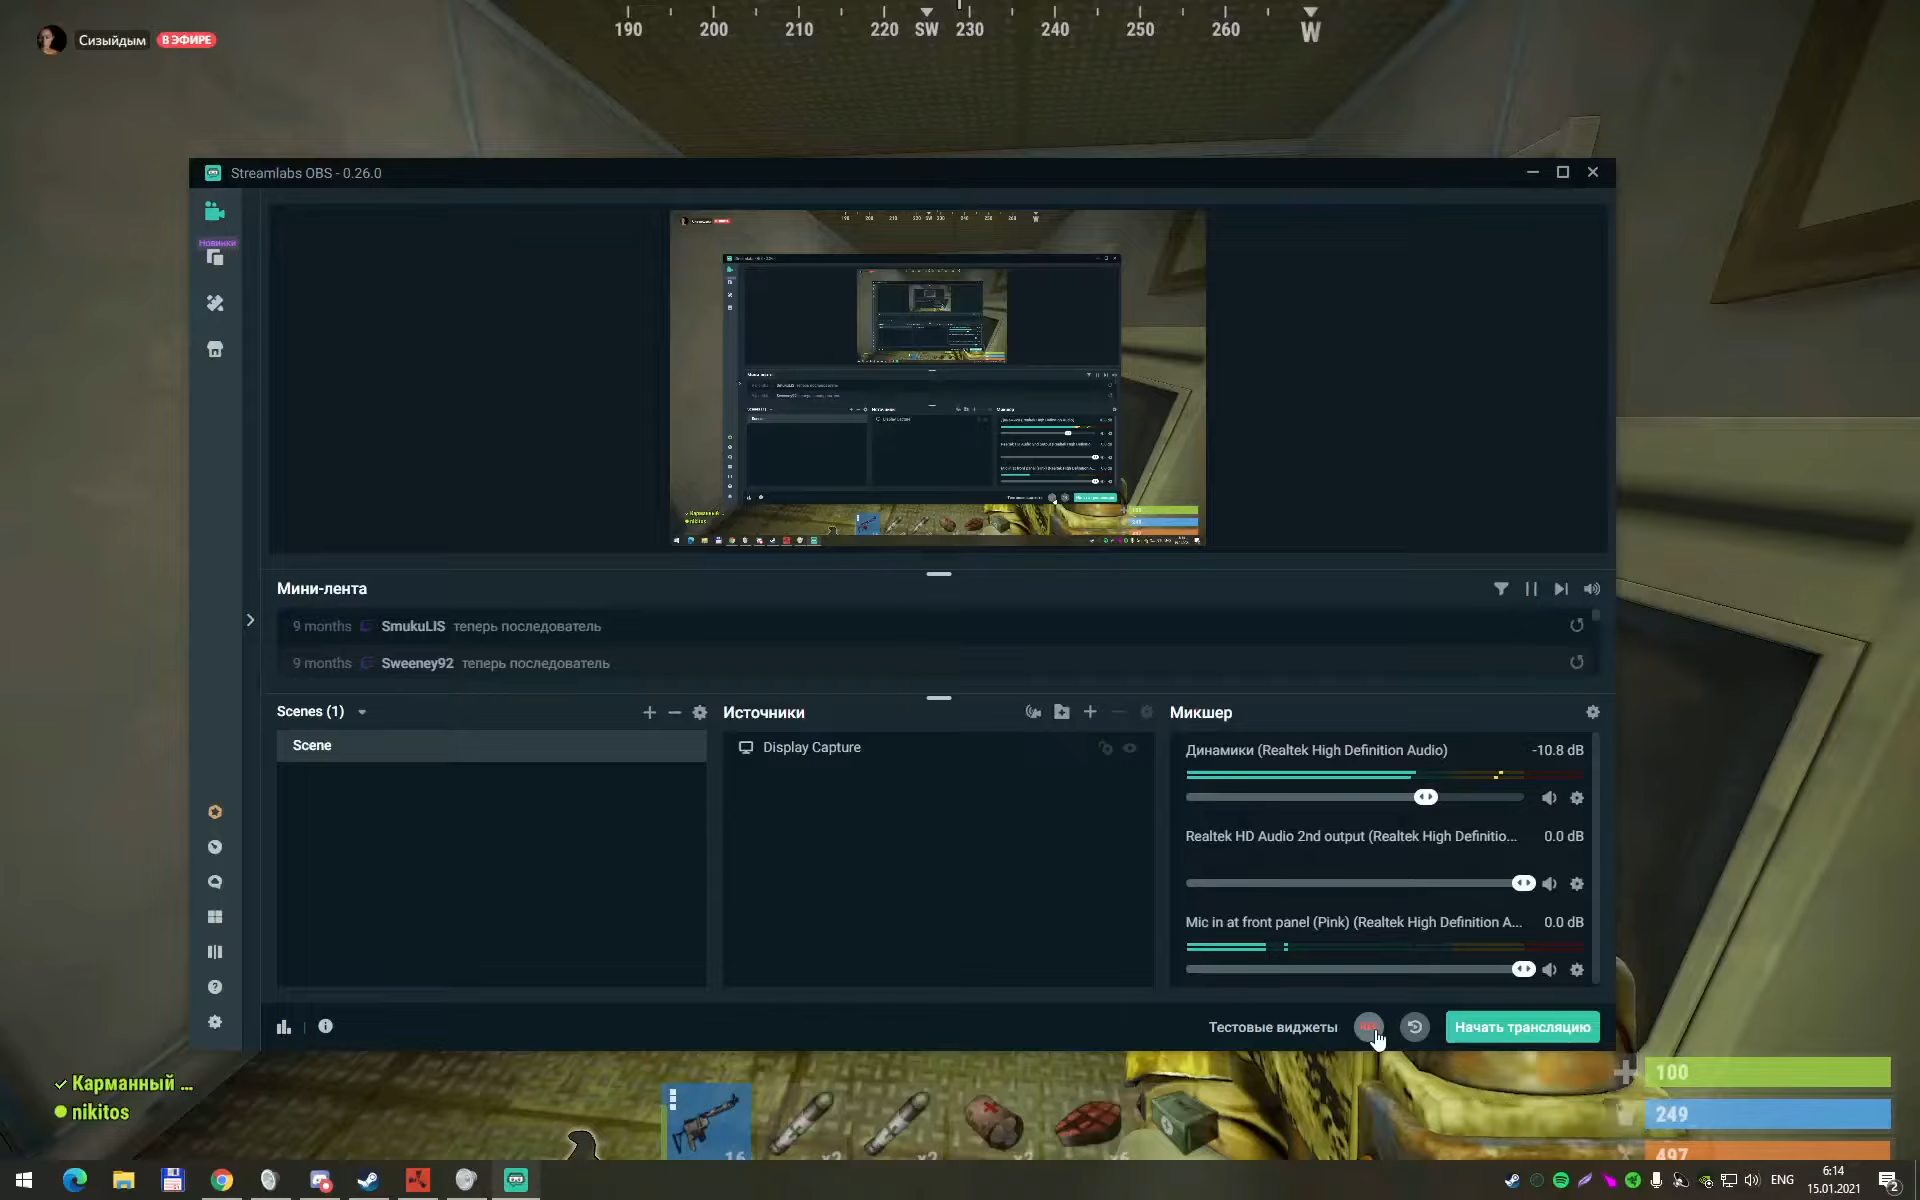 190 200 210 220 SW 230 240 250 260 W
Сизыйдым В ЭФИРЕ
Streamlabs OBS - 0.26.0
Новинки
Мини-лента
9 months SmukuLIS теперь последователь
9 months Sweeney92 теперь последователь
Scenes (1)
Источники
Микшер
Scene
Display Capture
Динамики (Realtek High Definition Audio) -10.8 dB
Realtek HD Audio 2nd output (Realtek High Definitio... 0.0 dB
Mic in at front panel (Pink) (Realtek High Definition A... 0.0 dB
Тестовые виджеты
Начать трансляцию
Карманный ...
nikitos
100
249
497
16
x6
ENG
6:14
15.01.2021
2